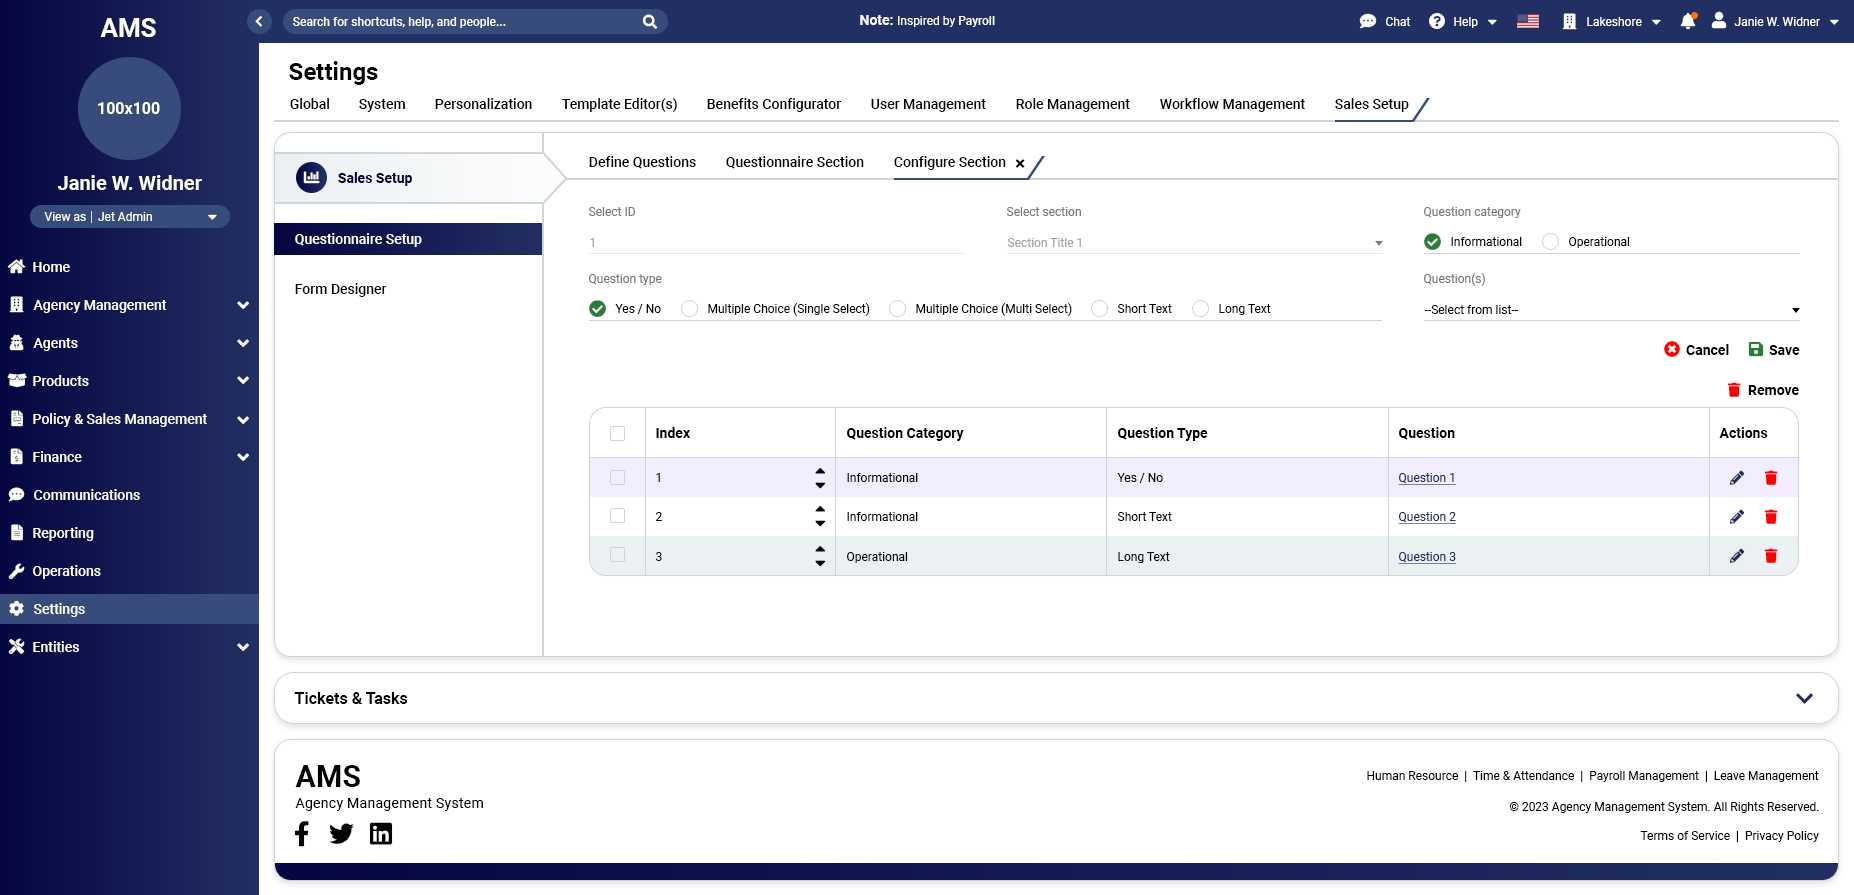 AMS
Search for shortcuts, help, and people...
Note: Inspired by Payroll
Chat
Help
Lakeshore
Janie W. Widner
100x100
Janie W. Widner
View as | Jet Admin
Home
Agency Management
Agents
Products
Policy & Sales Management
Finance
Communications
Reporting
Operations
Settings
Entities
Settings
Global System Personalization Template Editor(s) Benefits Configurator User Management Role Management Workflow Management Sales Setup
Sales Setup
Questionnaire Setup
Form Designer
Define Questions Questionnaire Section Configure Section
Select ID Select section Question category
1 Section Title 1 Informational Operational
Question type Question(s)
Yes / No Multiple Choice (Single Select) Multiple Choice (Multi Select) Short Text Long Text --Select from list--
Cancel Save
Remove
Index Question Category Question Type Question Actions
1 Informational Yes / No Question 1
2 Informational Short Text Question 2
3 Operational Long Text Question 3
Tickets & Tasks
AMS
Agency Management System
Human Resource | Time & Attendance | Payroll Management | Leave Management
© 2023 Agency Management System. All Rights Reserved.
Terms of Service | Privacy Policy